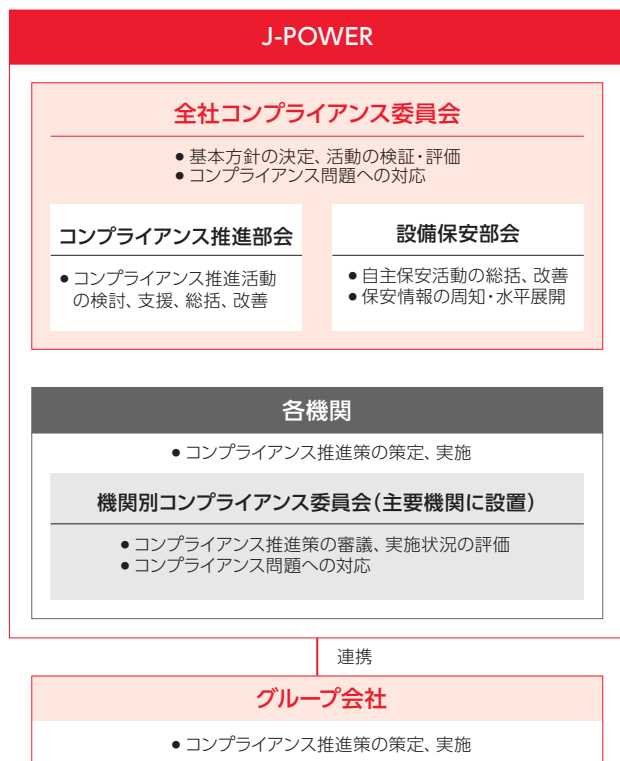 J-POWER
全社コンプライアンス委員会
● 基本方針の決定、活動の検証・評価
● コンプライアンス問題への対応
コンプライアンス推進部会
● コンプライアンス推進活動
の検討、支援、総括、改善
設備保安部会
● 自主保安活動の総括、改善
● 保安情報の周知・水平展開
各機関
● コンプライアンス推進策の策定、実施
機関別コンプライアンス委員会(主要機関に設置)
● コンプライアンス推進策の審議、実施状況の評価
● コンプライアンス問題への対応
連携
グループ会社
● コンプライアンス推進策の策定、実施